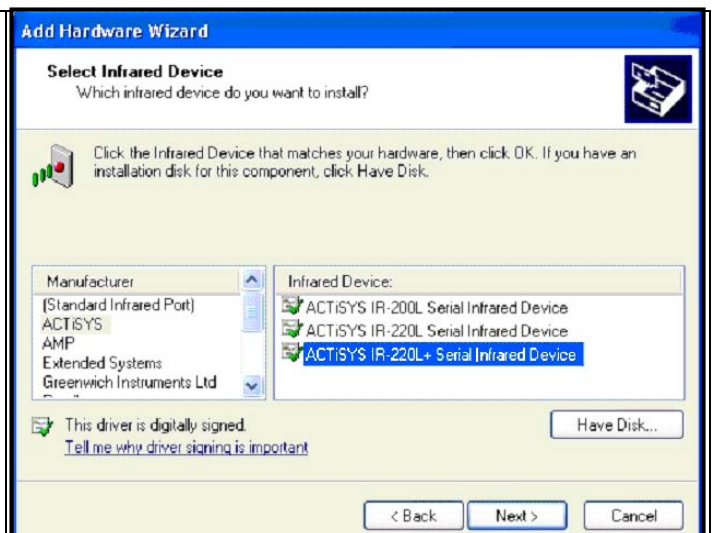 Add Hardware Wizard
Select Infrared Device
Which infrared device do you want to install?
Click the Infrared Device that matches your hardware, then click OK. If you have an
installation disk for this component, click Have Disk.
Manufacturer
(Standard Infrared Port)
ACTiSYS
AMP
Extended Systems
Greenwich Instruments Ltd
Infrared Device:
ACTiSYS IR-200L Serial Infrared Device
ACTiSYS IR-220L Serial Infrared Device
ACTiSYS IR-220L+ Serial Infrared Device
This driver is digitally signed.
Tell me why driver signing is important
Have Disk...
< Back
Next >
Cancel